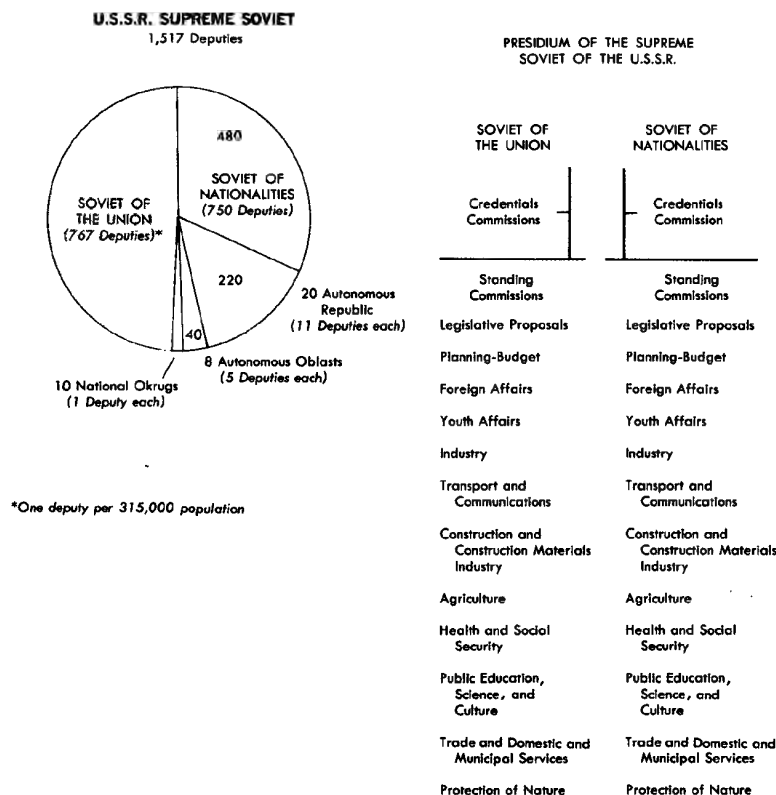 U.S.S.R. SUPREME SOVIET
1,517 Deputies
480
SOVIET OF
NATIONALITIES
(750 Deputies)
SOVIET OF
THE UNION
(767 Deputies)*
220
20 Autonomous
Republic
(11 Deputies each)
40
8 Autonomous Oblasts
(5 Deputies each)
10 National Okrugs
(1 Deputy each)
*One deputy per 315,000 population
PRESIDIUM OF THE SUPREME
SOVIET OF THE U.S.S.R.
SOVIET OF
THE UNION
Credentials
Commissions
Standing
Commissions
Legislative Proposals
Planning-Budget
Foreign Affairs
Youth Affairs
Industry
Transport and
Communications
Construction and
Construction Materials
Industry
Agriculture
Health and Social
Security
Public Education,
Science, and
Culture
Trade and Domestic and
Municipal Services
Protection of Nature
SOVIET OF
NATIONALITIES
Credentials
Commission
Standing
Commissions
Legislative Proposals
Planning-Budget
Foreign Affairs
Youth Affairs
Industry
Transport and
Communications
Construction and
Construction Materials
Industry
Agriculture
Health and Social
Security
Public Education,
Science, and
Culture
Trade and Domestic and
Municipal Services
Protection of Nature